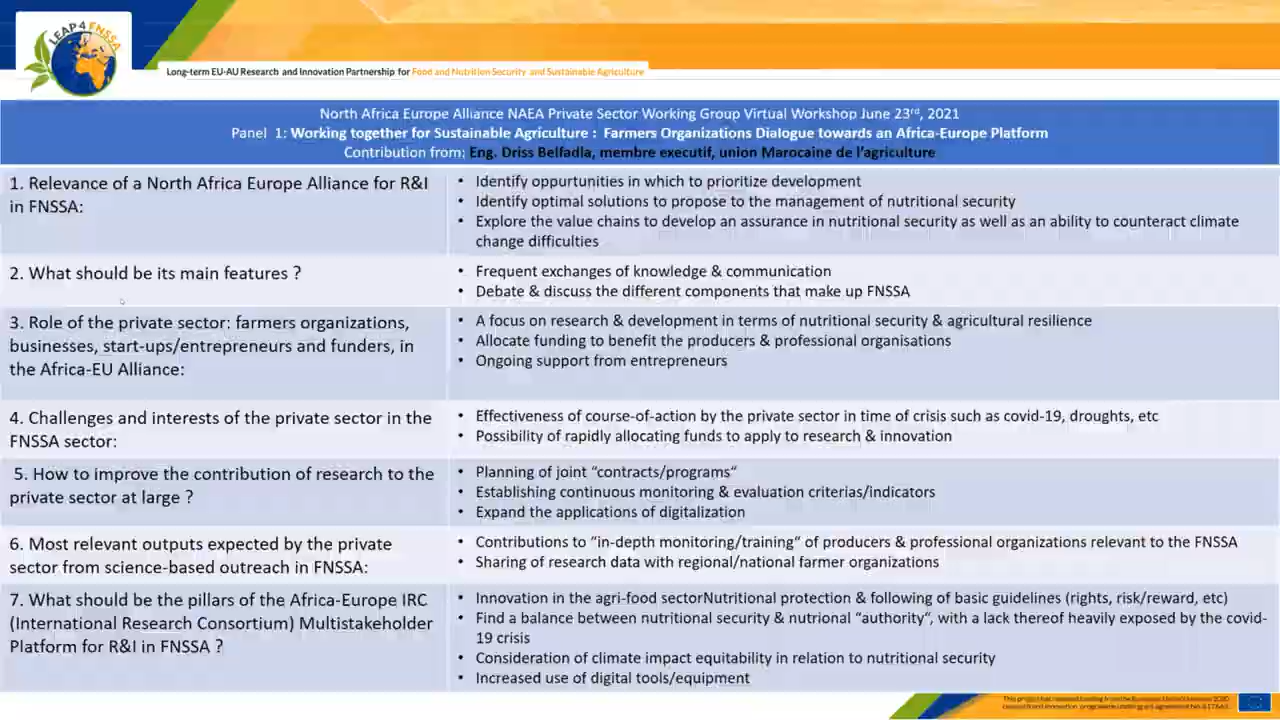 LEAP4FNSSA
Long-term EU-AU Research and Innovation Partnership for Food and Nutrition Security and Sustainable Agriculture
North Africa Europe Alliance NAEA Private Sector Working Group Virtual Workshop June 23rd, 2021
Panel 1: Working together for Sustainable Agriculture : Farmers Organizations Dialogue towards an Africa-Europe Platform
Contribution from: Eng. Driss Belfadla, membre executif, union Marocaine de l'agriculture
1. Relevance of a North Africa Europe Alliance for R&I
in FNSSA:
• Identify oppurtunities in which to prioritize development
• Identify optimal solutions to propose to the management of nutritional security
• Explore the value chains to develop an assurance in nutritional security as well as an ability to counteract climate
change difficulties
2. What should be its main features ?
• Frequent exchanges of knowledge & communication
• Debate & discuss the different components that make up FNSSA
3. Role of the private sector: farmers organizations,
businesses, start-ups/entrepreneurs and funders, in
the Africa-EU Alliance:
• A focus on research & development in terms of nutritional security & agricultural resilience
• Allocate funding to benefit the producers & professional organisations
• Ongoing support from entrepreneurs
4. Challenges and interests of the private sector in the
FNSSA sector:
• Effectiveness of course-of-action by the private sector in time of crisis such as covid-19, droughts, etc
• Possibility of rapidly allocating funds to apply to research & innovation
5. How to improve the contribution of research to the
private sector at large ?
• Planning of joint “contracts/programs“
• Establishing continuous monitoring & evaluation criterias/indicators
• Expand the applications of digitalization
6. Most relevant outputs expected by the private
sector from science-based outreach in FNSSA:
• Contributions to “in-depth monitoring/training“ of producers & professional organizations relevant to the FNSSA
• Sharing of research data with regional/national farmer organizations
7. What should be the pillars of the Africa-Europe IRC
(International Research Consortium) Multistakeholder
Platform for R&I in FNSSA ?
• Innovation in the agri-food sectorNutritional protection & following of basic guidelines (rights, risk/reward, etc)
• Find a balance between nutritional security & nutrional “authority“, with a lack thereof heavily exposed by the covid-
19 crisis
• Consideration of climate impact equitability in relation to nutritional security
• Increased use of digital tools/equipment
This project has received funding from the European Union's Horizon 2020